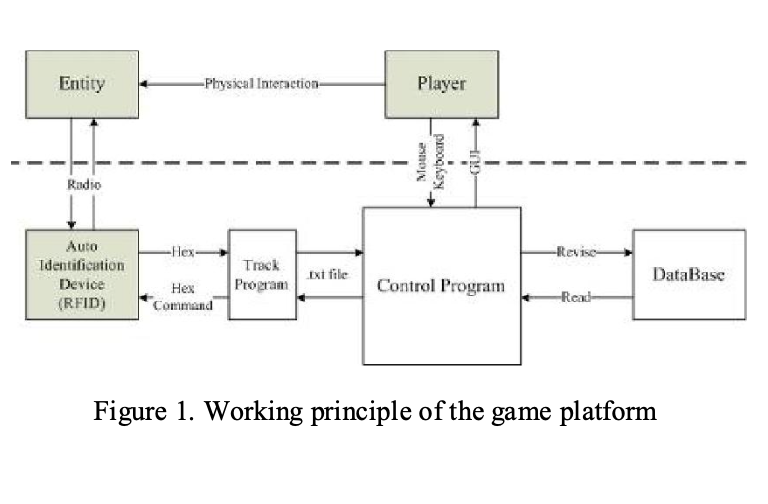 Entity
Physical Interaction
Player
Mouse
Keyboard
GUI
Radio
Auto
Identification
Device
(RFID)
Hex
Hex
Command
Track
Program
.txt file
Control Program
Revise
Read
DataBase
Figure 1. Working principle of the game platform